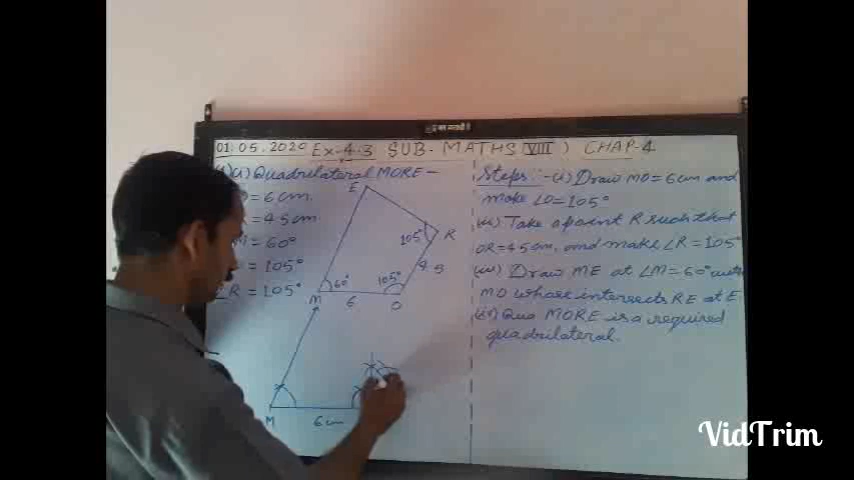 01.05.2020 Ex-4.3 SUB- MATHS (VIII) CHAP-4
Quadrilateral MORE -
= 6 cm.
= 4.5 cm.
= 60°
= 105°
∠R = 105°
E
105°
R
4.5
60°
105°
M
6
O
M
6 cm
Steps:- (i) Draw MO = 6 cm and
make ∠O = 105°
(ii) Take a point R such that
OR = 4.5 cm, and make ∠R = 105°
(iii) Draw ME at ∠M = 60° with
MO whose intersects RE at E
(iv) Qua MORE is a required
quadrilateral.
VidTrim